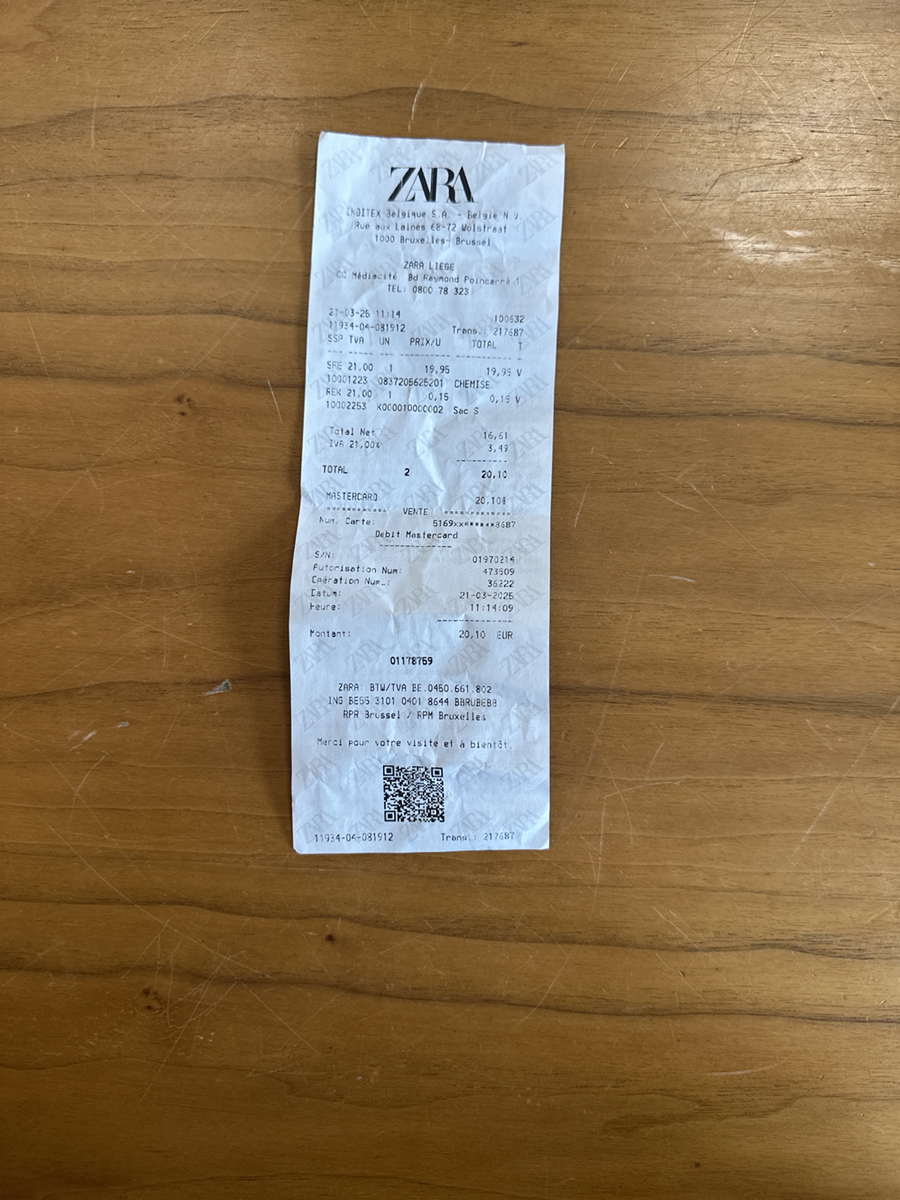 ZARA
INDITEX Belgique S.A. - België N.V.
Rue aux Laines 68-72 Wolstraat
1000 Bruxelles- Brussel
ZARA LIEGE
CC Médiacité Bd Raymond Poincarré 1
TEL: 0800 78 323
21-03-25 11:14 100632
11934-04-081912 Trans.: 217687
SSP TVA UN PRIX/U TOTAL T
SFE 21,00 1 19,95 19,95 V
10001223 0837205625201 CHEMISE
REK 21,00 1 0,15 0,15 V
10002253 K000010000002 Sac S
Total Net 16,61
IVA 21,00% 3,49
TOTAL 2 20,10
MASTERCARD 20,10
VENTE
Num. Carte: 5169xx******3687
Debit Mastercard
S/N: 01970214
Autorisation Num: 473509
Opération Num.: 36222
Datum: 21-03-2025
Heure: 11:14:09
Montant: 20,10 EUR
01178769
ZARA BTW/TVA BE.0450.661.802
ING BE55 3101 0401 8644 BBRUBEBB
RPR Brussel / RPM Bruxelles
Merci pour votre visite et à bientôt.
11934-04-081912 Trans.: 217687